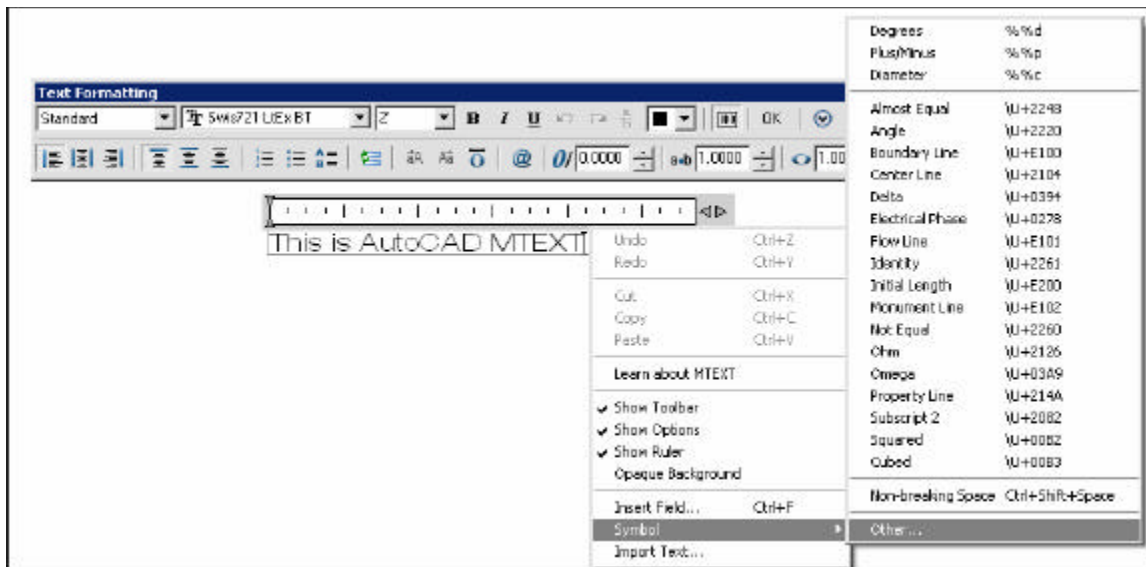 Text Formatting
Standard Swis721 LtEx BT 2" B I U OK
@ 0/ 0.0000 a•b 1.0000 1.00
This is AutoCAD MTEXT
Undo Ctrl+Z
Redo Ctrl+Y
Cut Ctrl+X
Copy Ctrl+C
Paste Ctrl+V
Learn about MTEXT
Show Toolbar
Show Options
Show Ruler
Opaque Background
Insert Field... Ctrl+F
Symbol
Import Text...
Degrees %%d
Plus/Minus %%p
Diameter %%c
Almost Equal \U+2248
Angle \U+2220
Boundary Line \U+E100
Center Line \U+2104
Delta \U+0394
Electrical Phase \U+0278
Flow Line \U+E101
Identity \U+2261
Initial Length \U+E200
Monument Line \U+E102
Not Equal \U+2260
Ohm \U+2126
Omega \U+03A9
Property Line \U+214A
Subscript 2 \U+2082
Squared \U+00B2
Cubed \U+00B3
Non-breaking Space Ctrl+Shift+Space
Other...